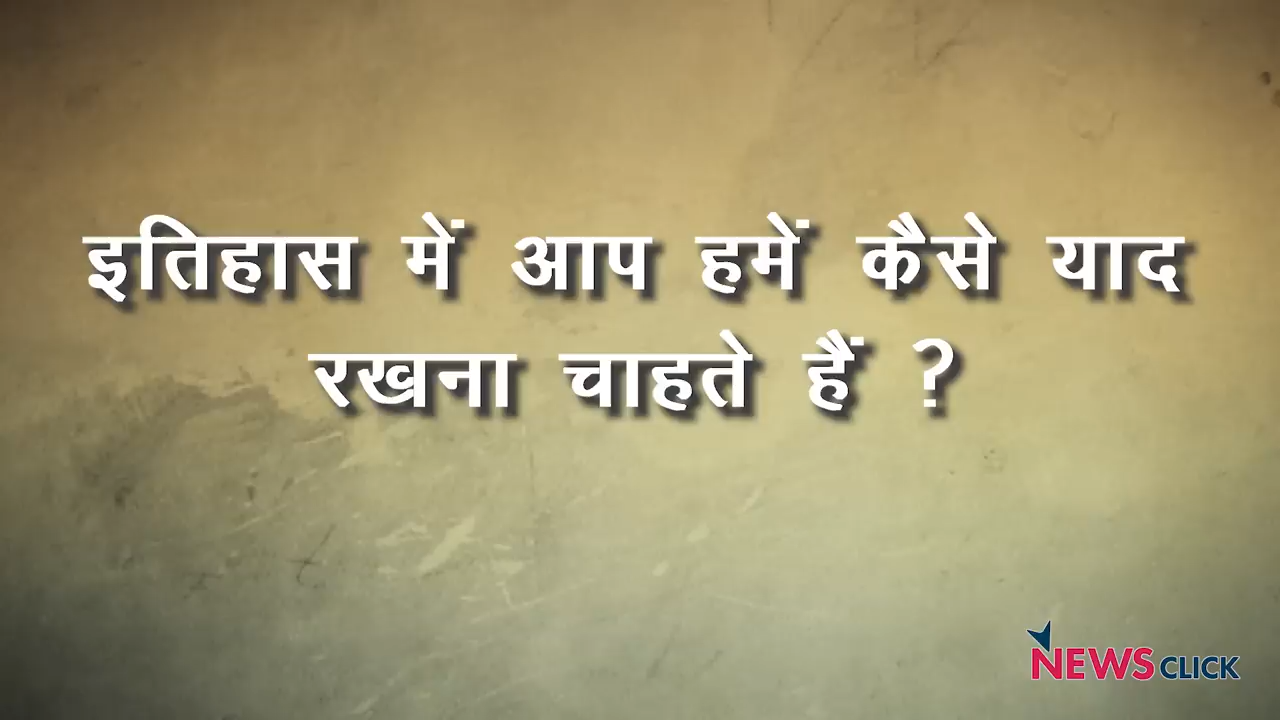 इतिहास में आप हमें कैसे याद
रखना चाहते हैं ?
NEWSCLICK